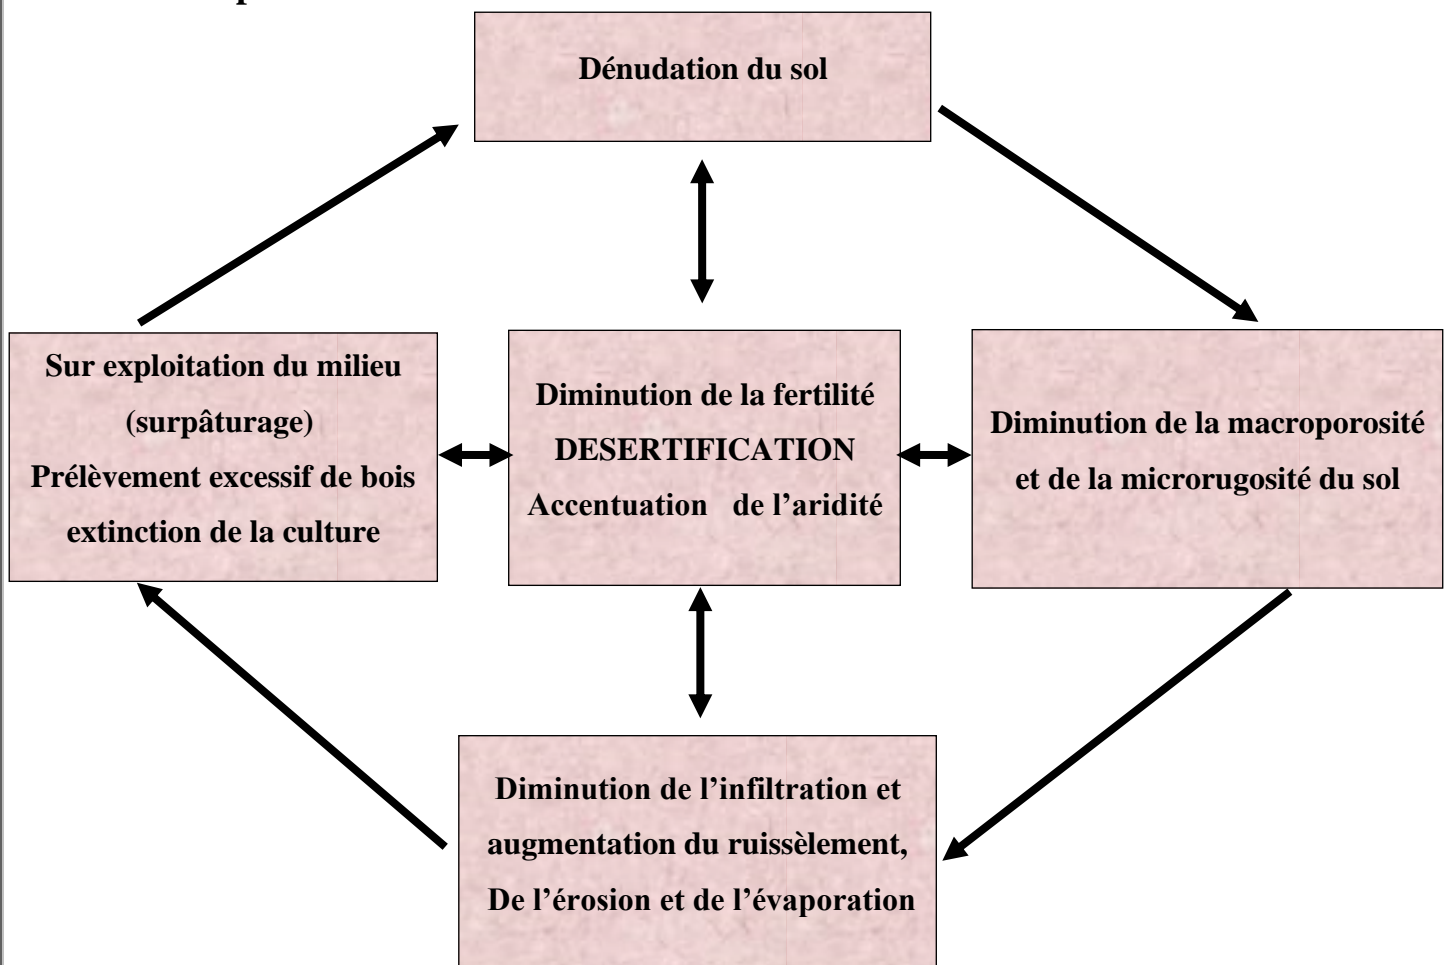 Dénudation du sol
Sur exploitation du milieu
(surpâturage)
Prélèvement excessif de bois
extinction de la culture
Diminution de la fertilité
DESERTIFICATION
Accentuation de l’aridité
Diminution de la macroporosité
et de la microrugosité du sol
Diminution de l’infiltration et
augmentation du ruissèlement,
De l’érosion et de l’évaporation